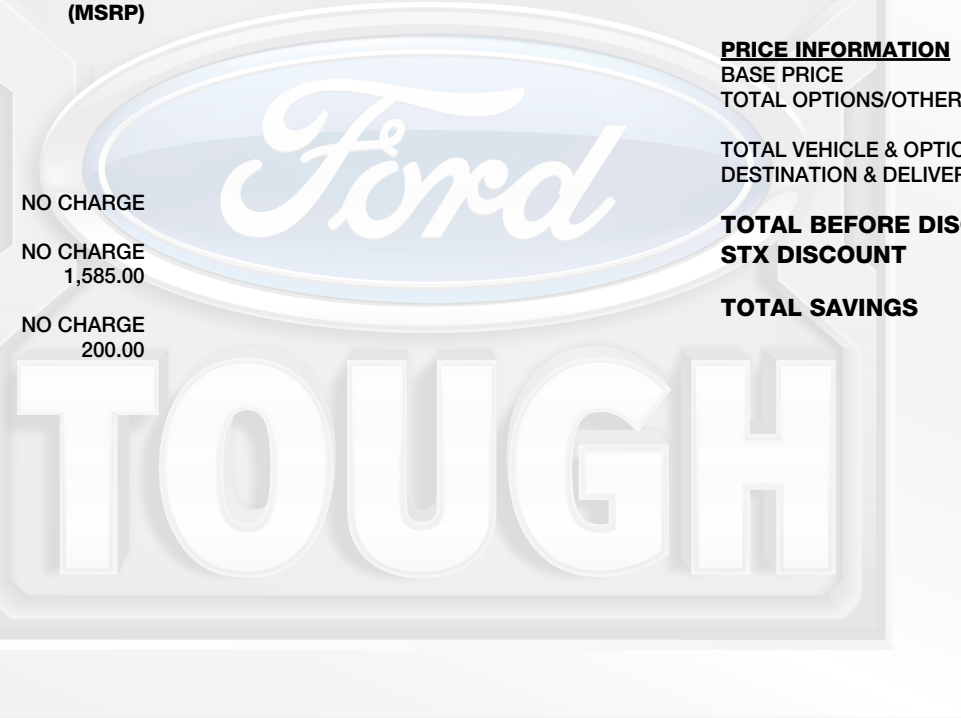 (MSRP)
NO CHARGE
NO CHARGE
1,585.00
NO CHARGE
200.00
PRICE INFORMATION
BASE PRICE
TOTAL OPTIONS/OTHER
TOTAL VEHICLE & OPTIO
DESTINATION & DELIVER
TOTAL BEFORE DIS
STX DISCOUNT
TOTAL SAVINGS
Ford
TOUGH